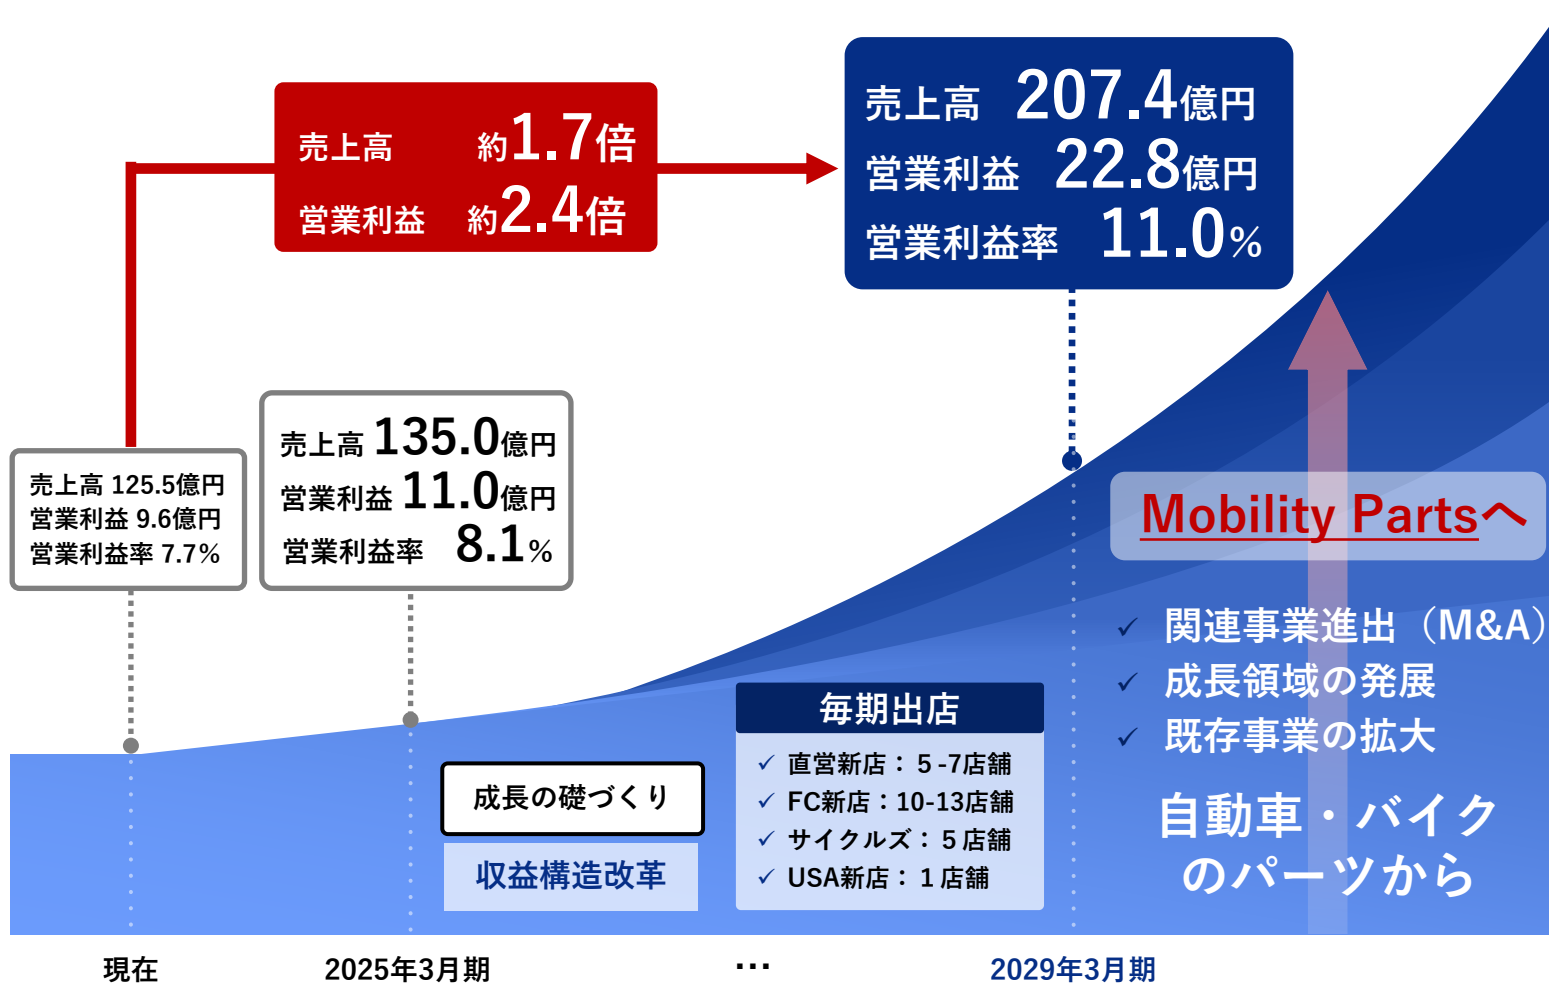 売上高 約1.7倍
営業利益 約2.4倍
売上高 207.4億円
営業利益 22.8億円
営業利益率 11.0%
売上高 125.5億円
営業利益 9.6億円
営業利益率 7.7%
売上高 135.0億円
営業利益 11.0億円
営業利益率 8.1%
Mobility Partsへ
✓ 関連事業進出（M&A）
✓ 成長領域の発展
✓ 既存事業の拡大
自動車・バイク
のパーツから
成長の礎づくり
収益構造改革
毎期出店
✓ 直営新店：５-7店舗
✓ FC新店：10-13店舗
✓ サイクルズ：５店舗
✓ USA新店：１店舗
現在 2025年3月期 … 2029年3月期